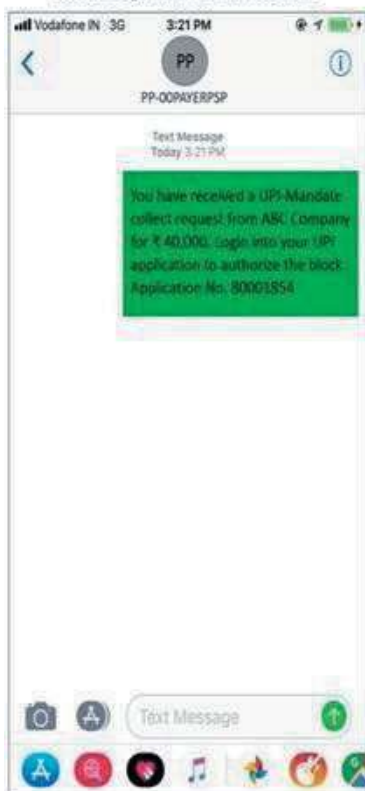 Vodafone IN 3G 3:21 PM
PP
PP-OOPAYERPSP
Text Message
Today 3:21 PM
You have received a UPI-Mandate
collect request from ABC Company
for ₹ 40,000. Login into your UPI
application to authorize the block.
Application No. 80001854
Text Message